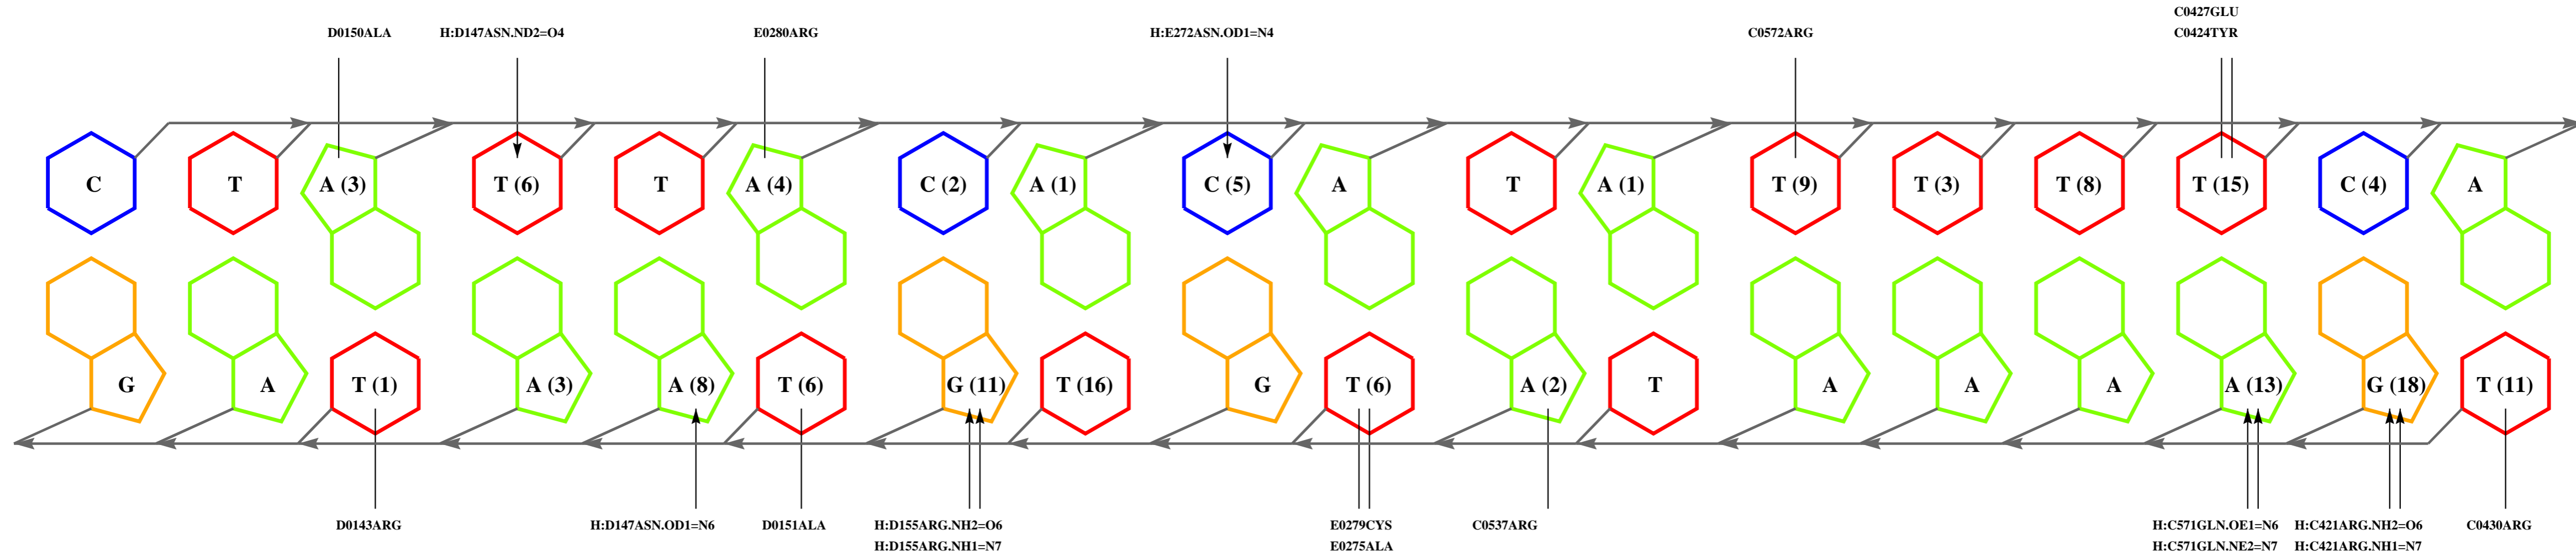 C0427GLU
D0150ALA H:D147ASN.ND2=O4 E0280ARG H:E272ASN.OD1=N4 C0572ARG C0424TYR
C T A (3) T (6) T A (4) C (2) A (1) C (5) A T A (1) T (9) T (3) T (8) T (15) C (4) A
G A T (1) A (3) A (8) T (6) G (11) T (16) G T (6) A (2) T A A A A (13) G (18) T (11)
D0143ARG H:D147ASN.OD1=N6 D0151ALA H:D155ARG.NH2=O6 E0279CYS C0537ARG H:C571GLN.OE1=N6 H:C421ARG.NH2=O6 C0430ARG
H:D155ARG.NH1=N7 E0275ALA H:C571GLN.NE2=N7 H:C421ARG.NH1=N7